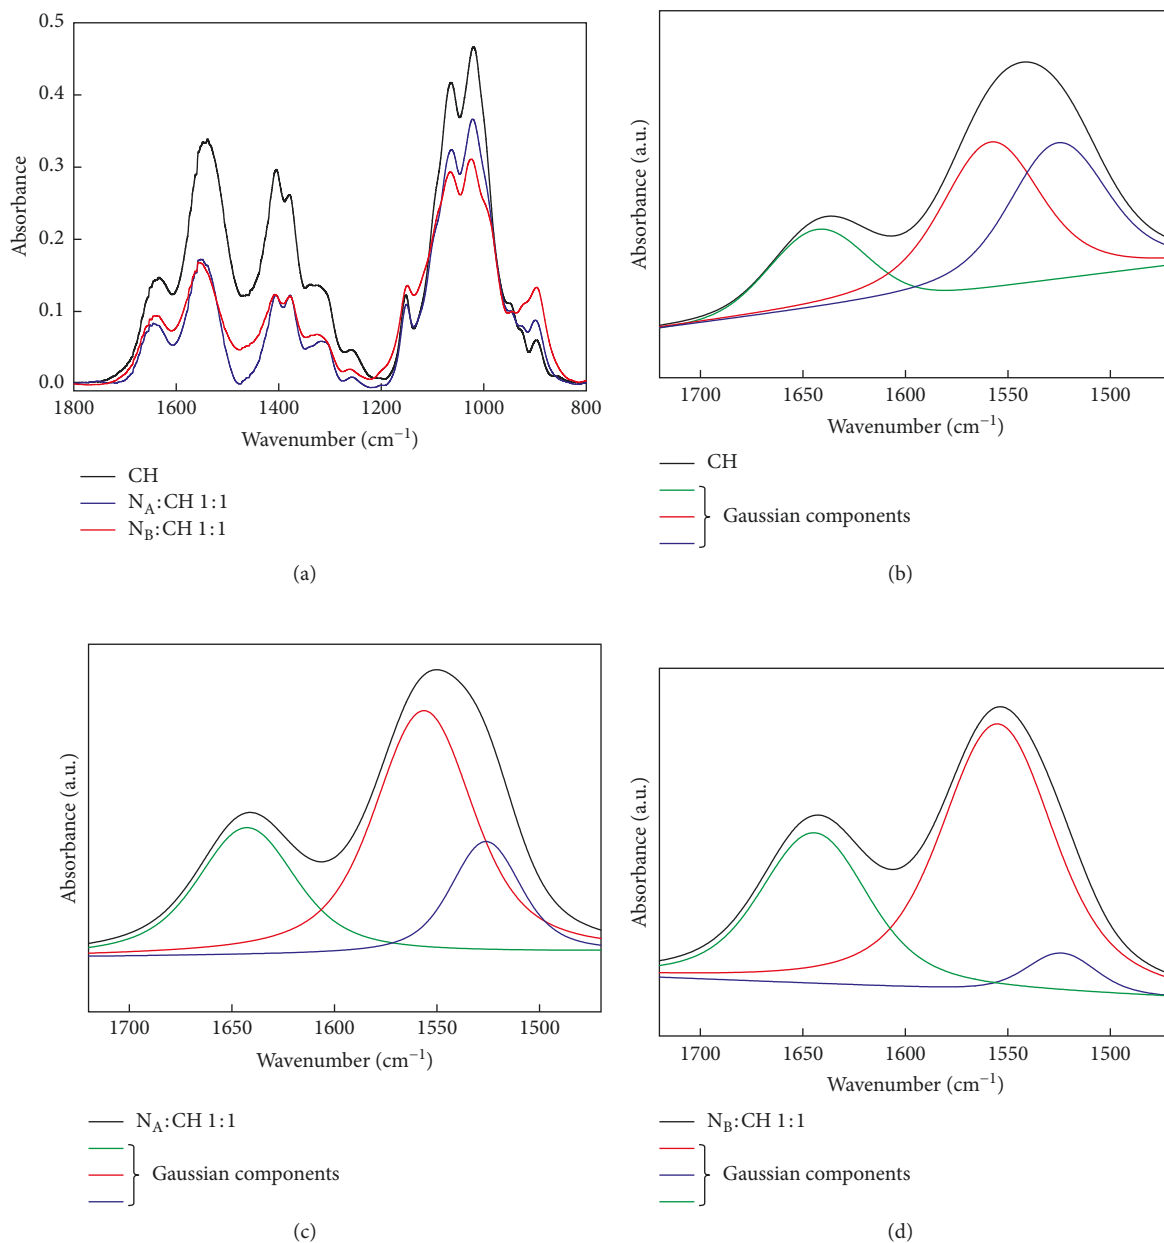 0.5
0.4
0.3
0.2
0.1
0.0
Absorbance
1800 1600 1400 1200 1000 800
Wavenumber (cm⁻¹)
CH
N_A:CH 1:1
N_B:CH 1:1
(a)
Absorbance (a.u.)
1700 1650 1600 1550 1500
Wavenumber (cm⁻¹)
CH
Gaussian components
(b)
Absorbance (a.u.)
1700 1650 1600 1550 1500
Wavenumber (cm⁻¹)
N_A:CH 1:1
Gaussian components
(c)
Absorbance (a.u.)
1700 1650 1600 1550 1500
Wavenumber (cm⁻¹)
N_B:CH 1:1
Gaussian components
(d)